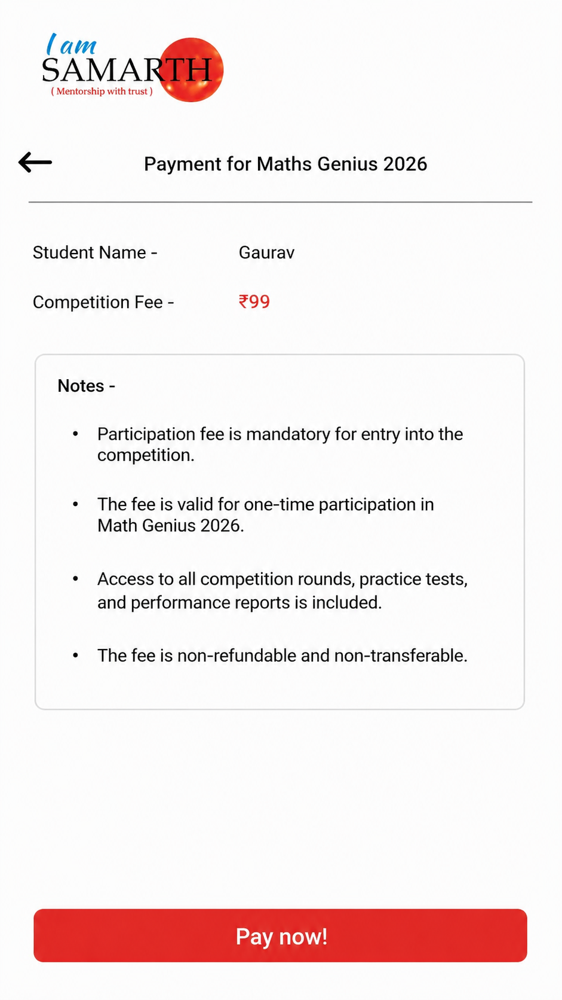 I am
SAMARTH
( Mentorship with trust )
Payment for Maths Genius 2026
Student Name - Gaurav
Competition Fee - ₹99
Notes -
• Participation fee is mandatory for entry into the
competition.
• The fee is valid for one-time participation in
Math Genius 2026.
• Access to all competition rounds, practice tests,
and performance reports is included.
• The fee is non-refundable and non-transferable.
Pay now!